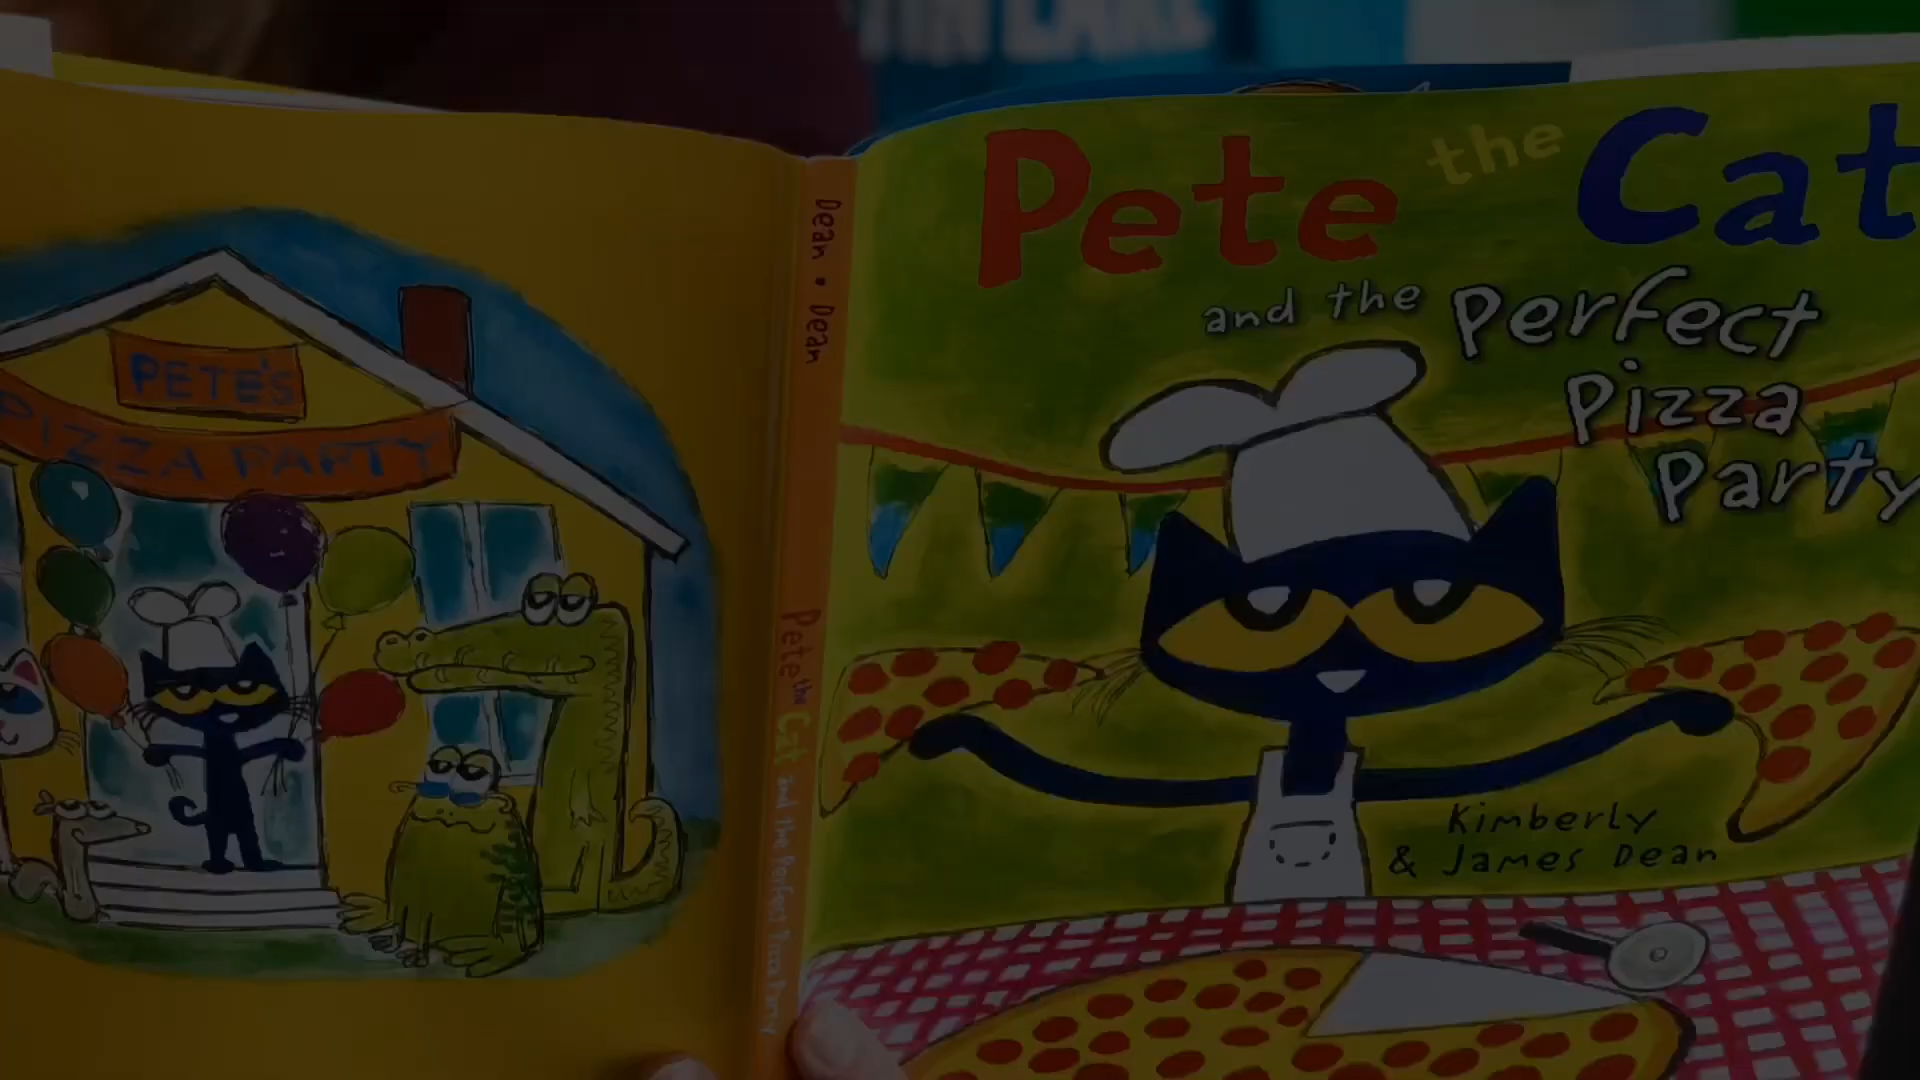 PETE'S
PIZZA PARTY
Dean • Dean
Pete the Cat and the Perfect Pizza Party
Pete the Cat
and the Perfect
Pizza
Party
Kimberly
& James Dean
LAKE